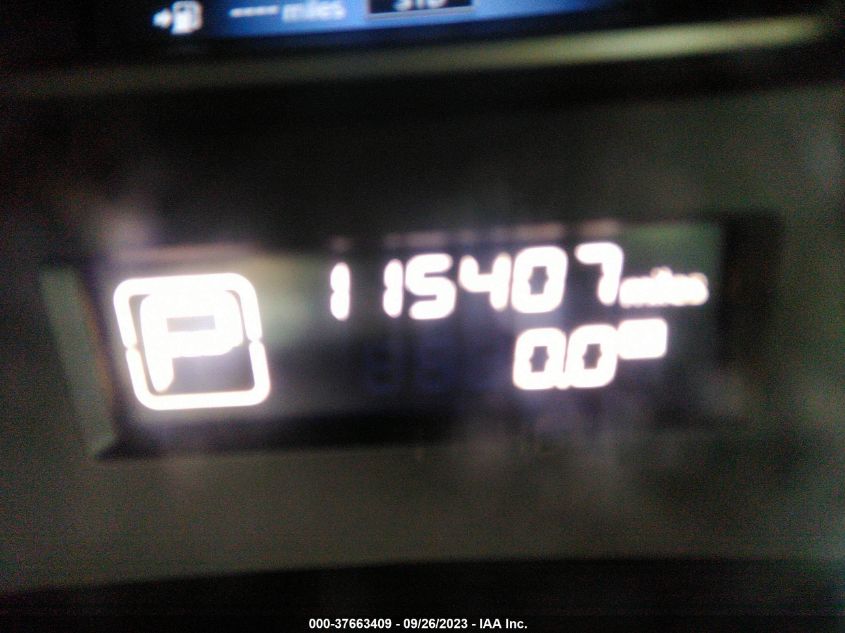 ---- miles
P
115407 miles
0.0
000-37663409 - 09/26/2023 - IAA Inc.